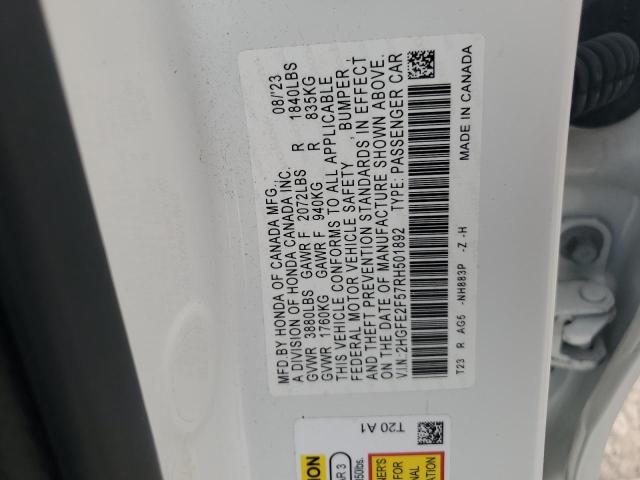 MFD.BY HONDA OF CANADA MFG., 08/'23
A DIVISION OF HONDA CANADA INC.
GVWR 3880LBS GAWR F 2072LBS R 1840LBS
GVWR 1760KG GAWR F 940KG R 835KG
THIS VEHICLE CONFORMS TO ALL APPLICABLE
FEDERAL MOTOR VEHICLE SAFETY , BUMPER ,
AND THEFT PREVENTION STANDARDS IN EFFECT
ON THE DATE OF MANUFACTURE SHOWN ABOVE.
V.I.N: 2HGFE2F57RH501892 TYPE: PASSENGER CAR
T23 R AG5 -NH883P -Z -H MADE IN CANADA
T20 A1